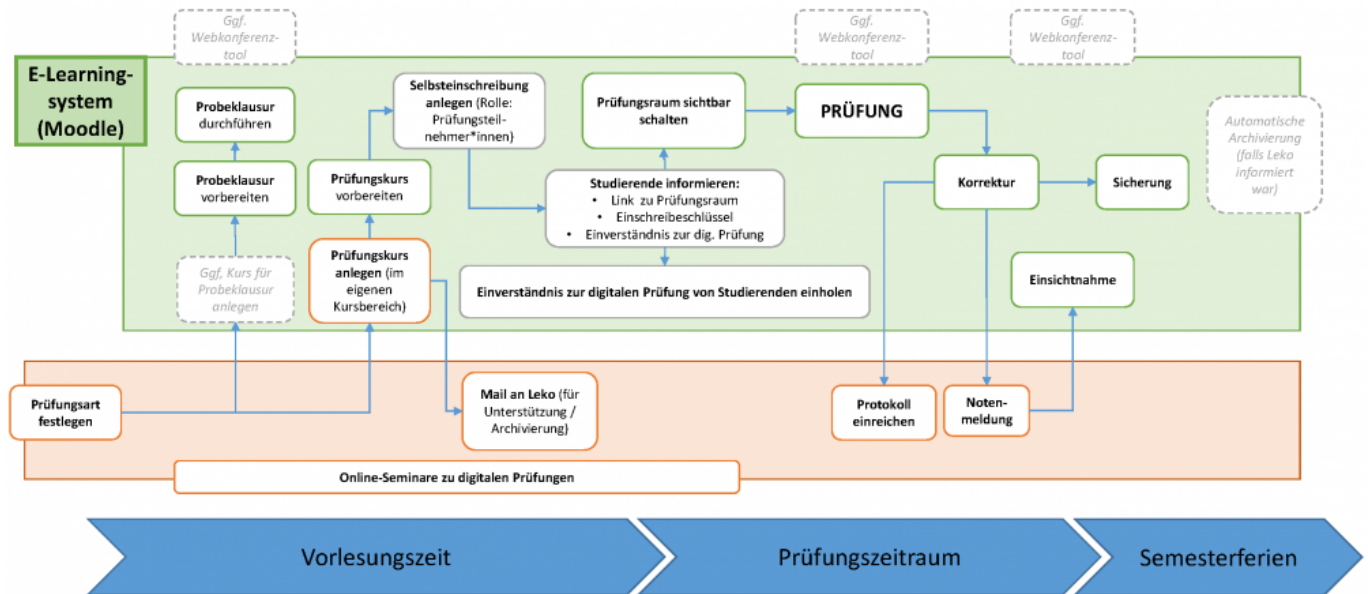 Ggf.
Webkonferenz-
tool
Ggf.
Webkonferenz-
tool
Ggf.
Webkonferenz-
tool
E-Learning-
system
(Moodle)
Probeklausur
durchführen
Probeklausur
vorbereiten
Ggf, Kurs für
Probeklausur
anlegen
Selbsteinschreibung
anlegen (Rolle:
Prüfungsteil-
nehmer*innen)
Prüfungskurs
vorbereiten
Prüfungskurs
anlegen (im
eigenen
Kursbereich)
Prüfungsraum sichtbar
schalten
Studierende informieren:
• Link zu Prüfungsraum
• Einschreibeschlüssel
• Einverständnis zur dig. Prüfung
Einverständnis zur digitalen Prüfung von Studierenden einholen
PRÜFUNG
Korrektur
Sicherung
Einsichtnahme
Automatische
Archivierung
(falls Leko
informiert
war)
Prüfungsart
festlegen
Mail an Leko (für
Unterstützung /
Archivierung)
Protokoll
einreichen
Noten-
meldung
Online-Seminare zu digitalen Prüfungen
Vorlesungszeit
Prüfungszeitraum
Semesterferien